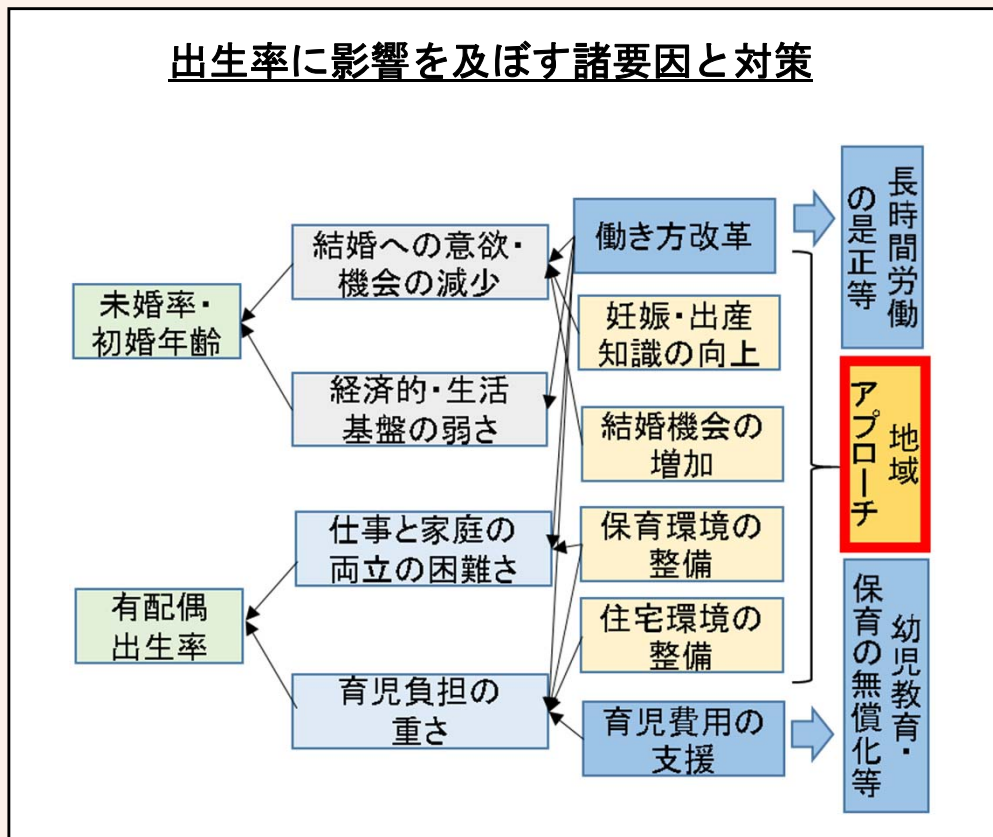 出生率に影響を及ぼす諸要因と対策
未婚率・
初婚年齢
有配偶
出生率
結婚への意欲・
機会の減少
経済的・生活
基盤の弱さ
仕事と家庭の
両立の困難さ
育児負担の
重さ
働き方改革
妊娠・出産
知識の向上
結婚機会の
増加
保育環境の
整備
住宅環境の
整備
育児費用の
支援
長時間労働
の是正等
地域
アプローチ
幼児教育・
保育の無償化等